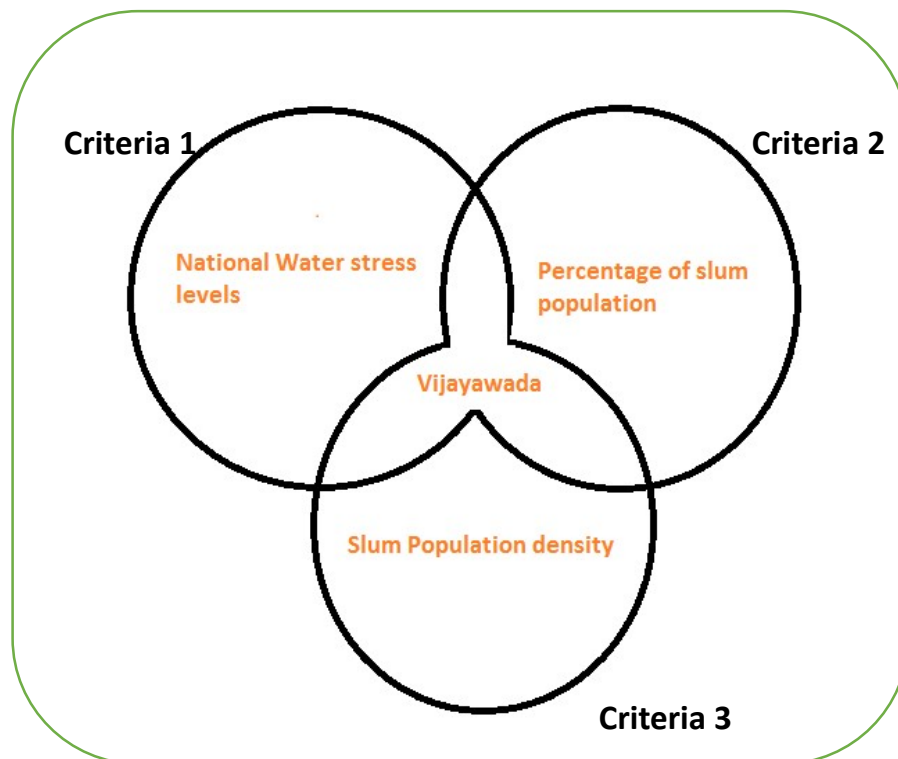 Criteria 1
Criteria 2
National Water stress
levels
Percentage of slum
population
Vijayawada
Slum Population density
Criteria 3